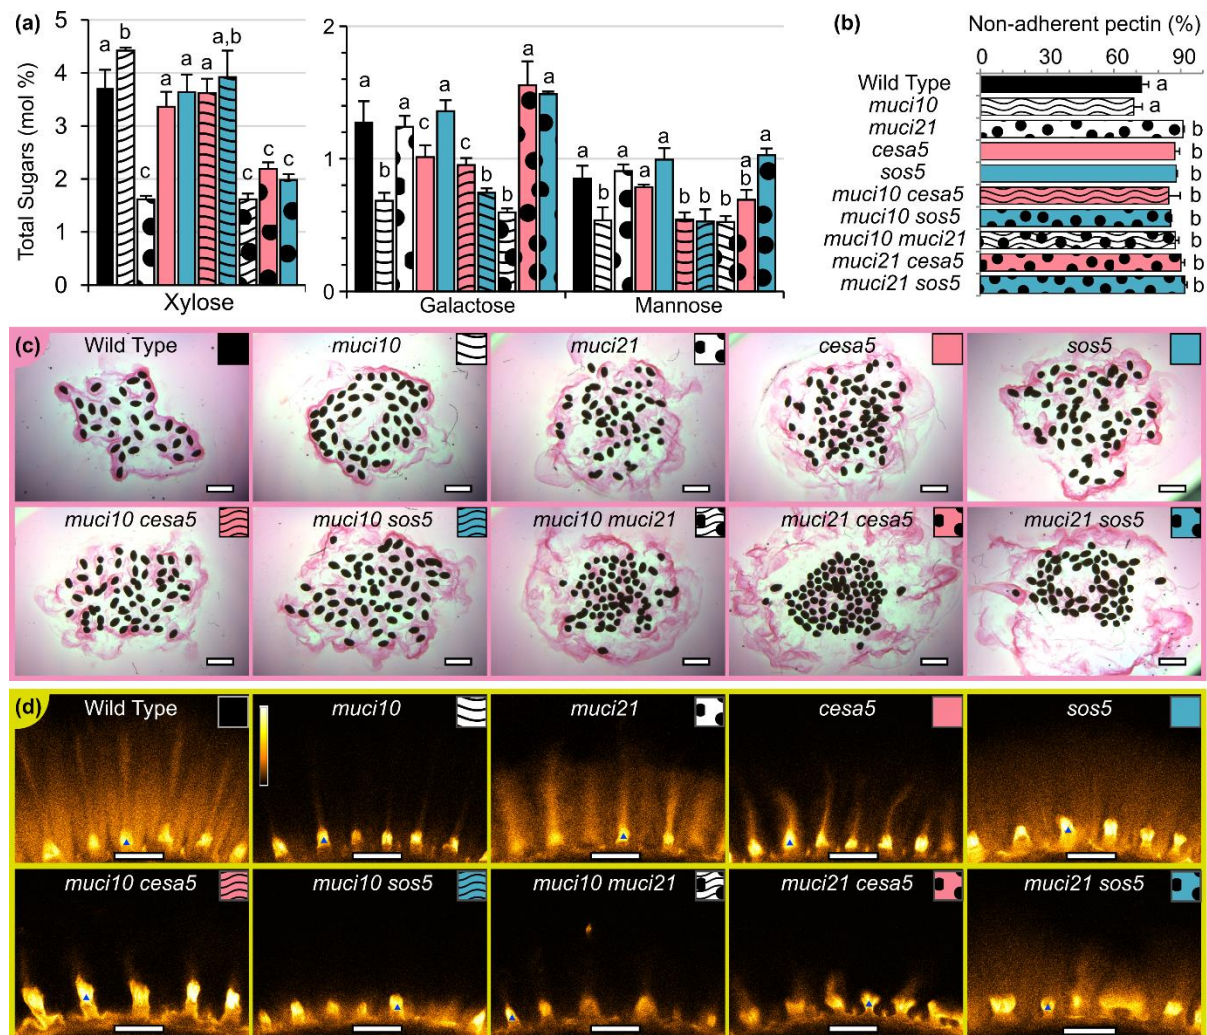 (a)
Total Sugars (mol %)
5
4
3
2
1
0
a
b
c
a
a
a
a,b
c
c
c
Xylose
2
1
0
a
b
a
c
a
c
b
b
a
a
Galactose
a
b
a
a
a
b
b
b
a
b
a
Mannose
(b)
Non-adherent pectin (%)
0 30 60 90
Wild Type a
muci10 a
muci21 b
cesa5 b
sos5 b
muci10 cesa5 b
muci10 sos5 b
muci10 muci21 b
muci21 cesa5 b
muci21 sos5 b
(c)
Wild Type
muci10
muci21
cesa5
sos5
muci10 cesa5
muci10 sos5
muci10 muci21
muci21 cesa5
muci21 sos5
(d)
Wild Type
muci10
muci21
cesa5
sos5
muci10 cesa5
muci10 sos5
muci10 muci21
muci21 cesa5
muci21 sos5